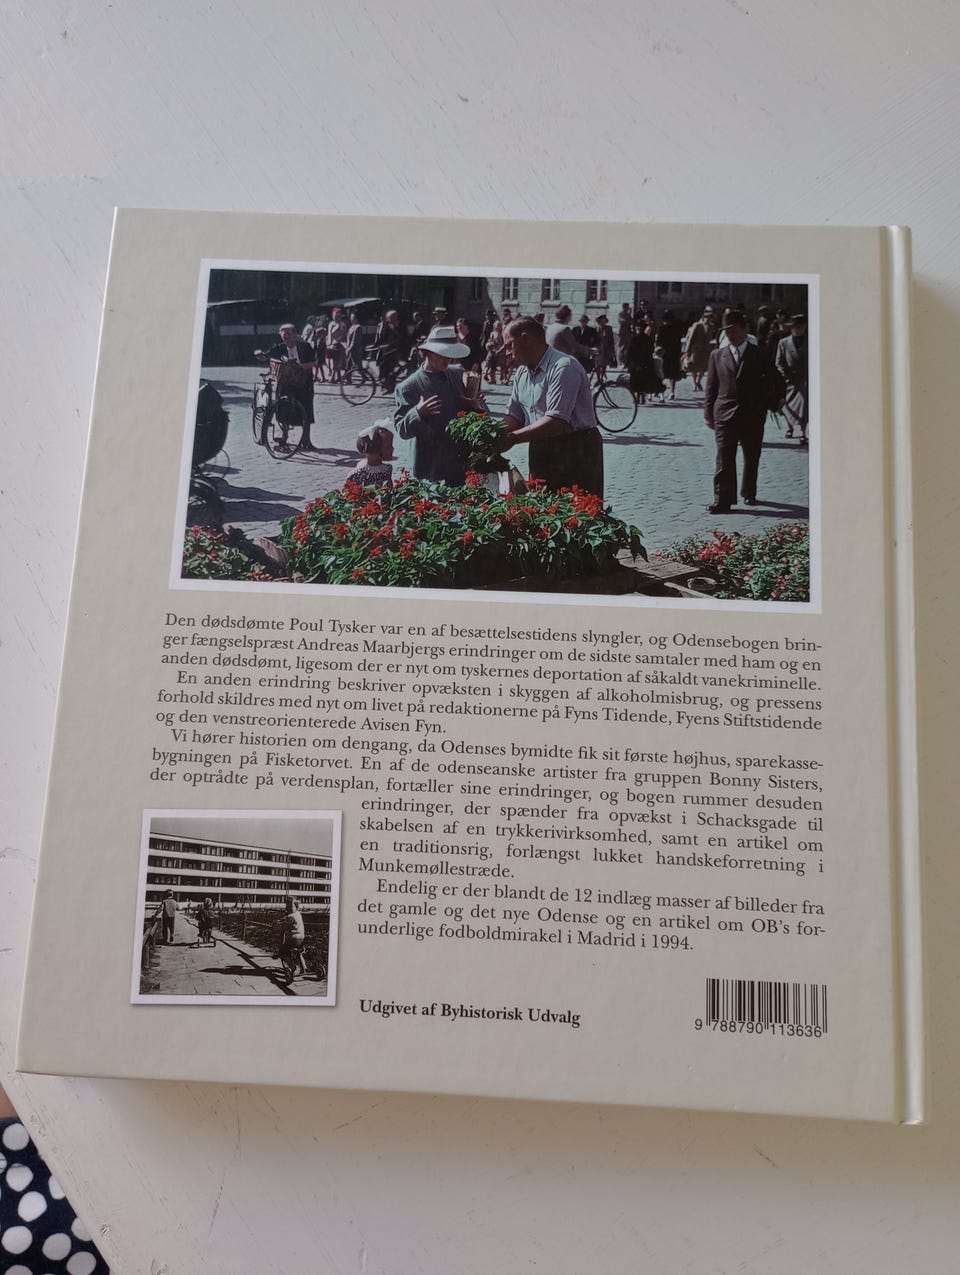 Den dødsdømte Poul Tysker var en af besættelsestidens slyngler, og Odensebogen brin-
ger fængselspræst Andreas Maarbjergs erindringer om de sidste samtaler med ham og en
anden dødsdømt, ligesom der er nyt om tyskernes deportation af såkaldt vanekriminelle.
En anden erindring beskriver opvæksten i skyggen af alkoholmisbrug, og pressens
forhold skildres med nyt om livet på redaktionerne på Fyns Tidende, Fyens Stiftstidende
og den venstreorienterede Avisen Fyn.
Vi hører historien om dengang, da Odenses bymidte fik sit første højhus, sparekasse-
bygningen på Fisketorvet. En af de odenseanske artister fra gruppen Bonny Sisters,
der optrådte på verdensplan, fortæller sine erindringer, og bogen rummer desuden
erindringer, der spænder fra opvækst i Schacksgade til
skabelsen af en trykkerivirksomhed, samt en artikel om
en traditionsrig, forlængst lukket handskeforretning i
Munkemøllestræde.
Endelig er der blandt de 12 indlæg masser af billeder fra
det gamle og det nye Odense og en artikel om OB's for-
underlige fodboldmirakel i Madrid i 1994.
Udgivet af Byhistorisk Udvalg
9 788790 113636